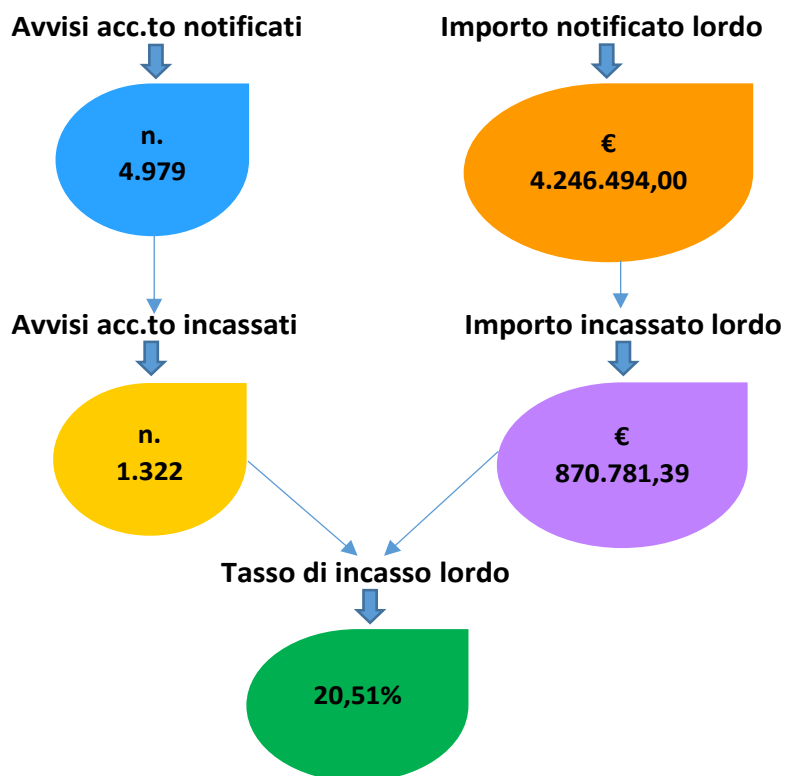 Avvisi acc.to notificati
Importo notificato lordo
n.
4.979
€
4.246.494,00
Avvisi acc.to incassati
Importo incassato lordo
n.
1.322
€
870.781,39
Tasso di incasso lordo
20,51%